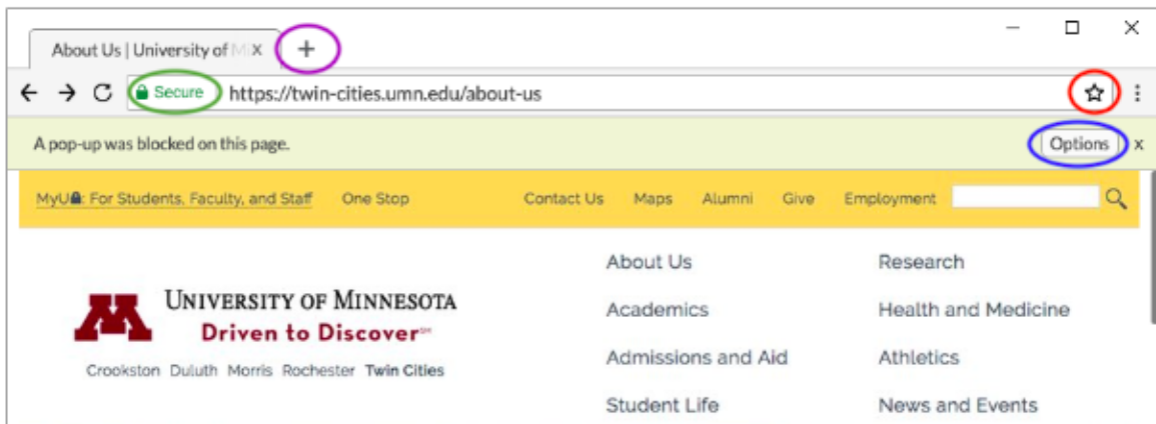 About Us | University of Mi x +
Secure https://twin-cities.umn.edu/about-us
A pop-up was blocked on this page. Options x
MyU: For Students, Faculty, and Staff One Stop Contact Us Maps Alumni Give Employment
About Us Research
UNIVERSITY OF MINNESOTA
Academics Health and Medicine
Driven to Discover℠
Admissions and Aid Athletics
Crookston Duluth Morris Rochester Twin Cities
Student Life News and Events